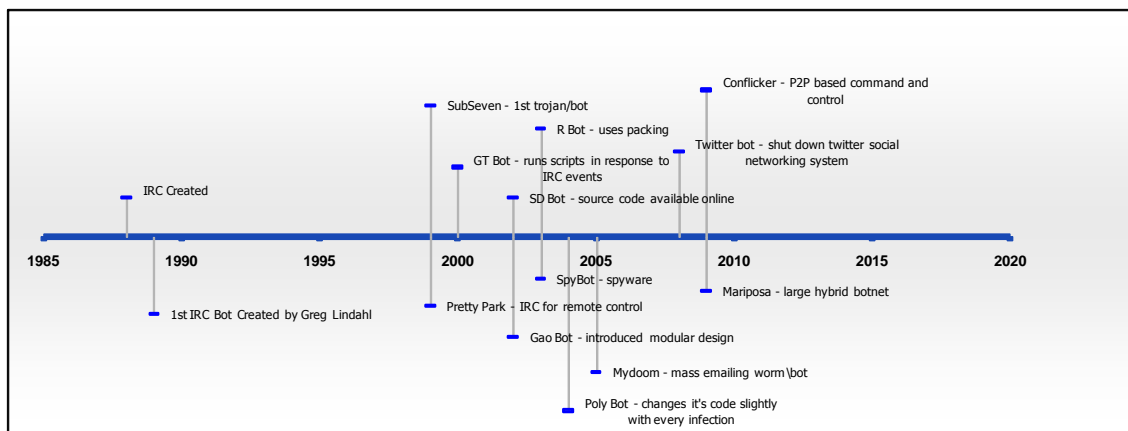 Conflicker - P2P based command and
control
SubSeven - 1st trojan/bot
R Bot - uses packing
Twitter bot - shut down twitter social
networking system
GT Bot - runs scripts in response to
IRC events
IRC Created
SD Bot - source code available online
1985 1990 1995 2000 2005 2010 2015 2020
SpyBot - spyware
Mariposa - large hybrid botnet
Pretty Park - IRC for remote control
1st IRC Bot Created by Greg Lindahl
Gao Bot - introduced modular design
Mydoom - mass emailing worm\bot
Poly Bot - changes it's code slightly
with every infection